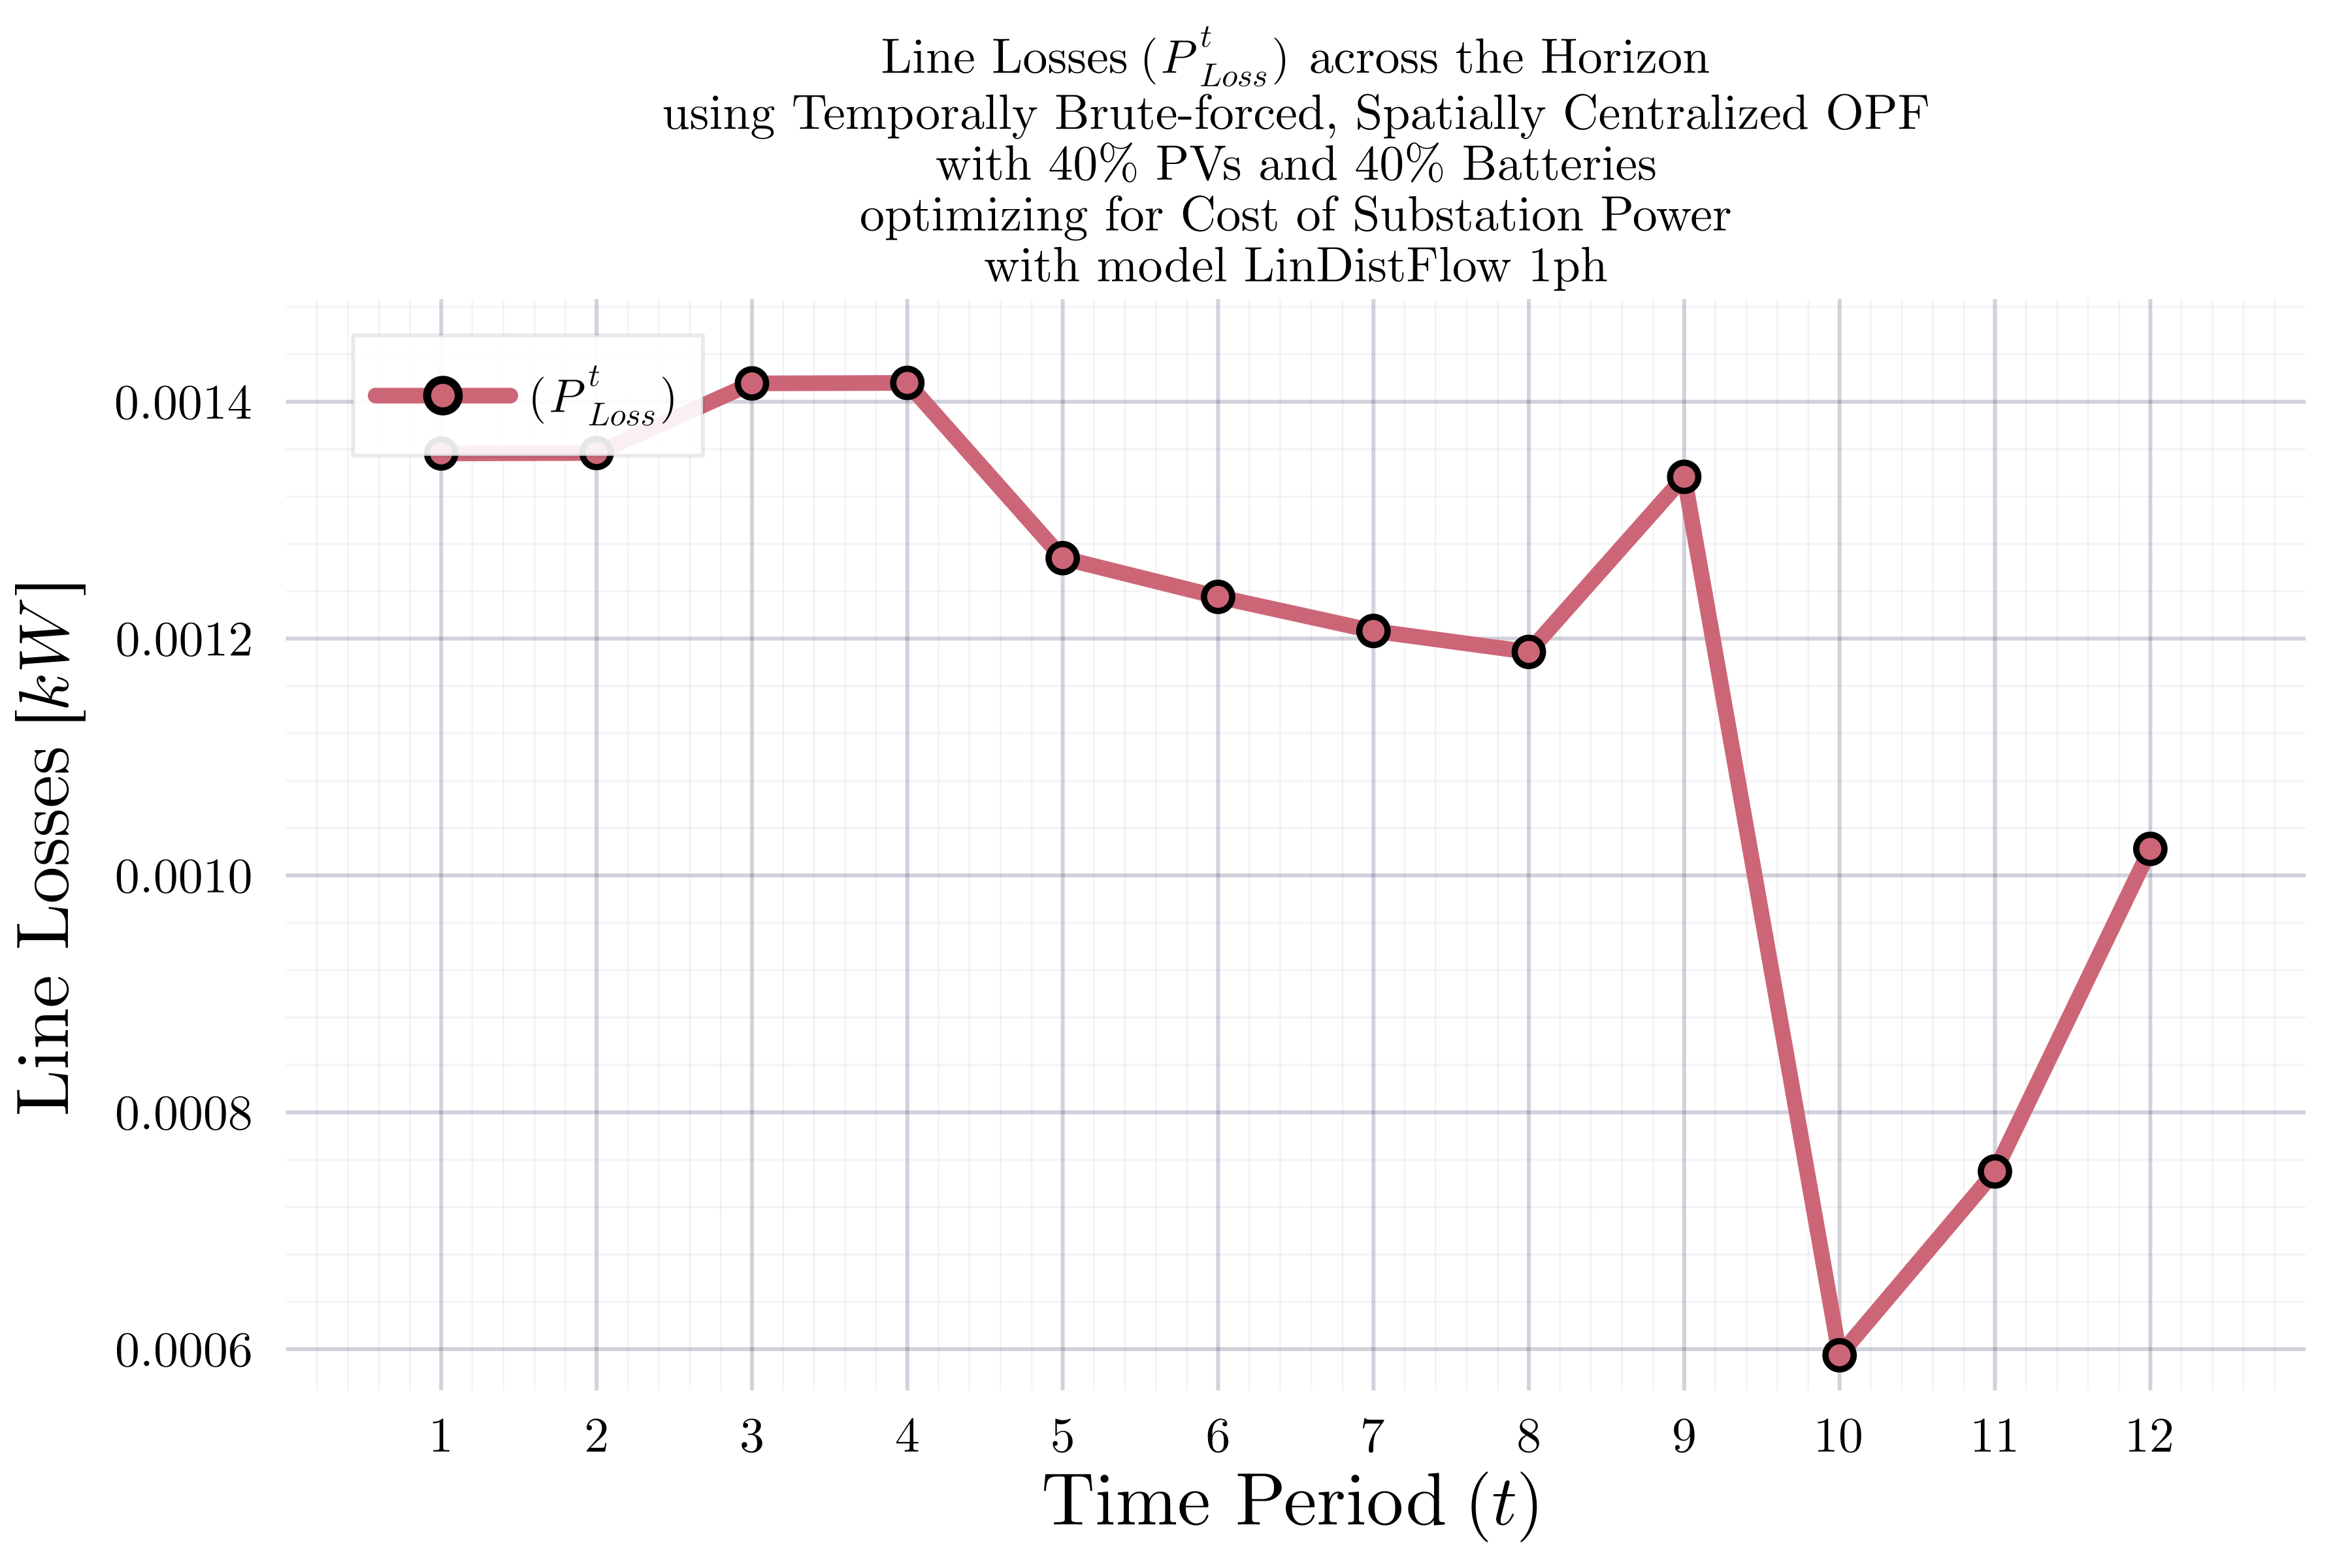 Line Losses (P^t_Loss) across the Horizon
using Temporally Brute-forced, Spatially Centralized OPF
with 40% PVs and 40% Batteries
optimizing for Cost of Substation Power
with model LinDistFlow 1ph
(P^t_Loss)
Line Losses [kW]
0.0014
0.0012
0.0010
0.0008
0.0006
1 2 3 4 5 6 7 8 9 10 11 12
Time Period (t)